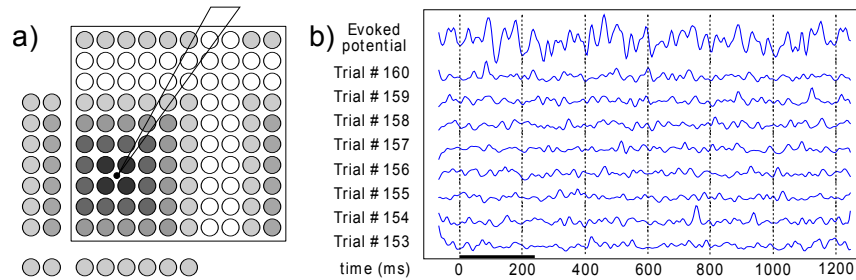 a)
b)
Evoked
potential
Trial # 160
Trial # 159
Trial # 158
Trial # 157
Trial # 156
Trial # 155
Trial # 154
Trial # 153
time (ms)
0 200 400 600 800 1000 1200